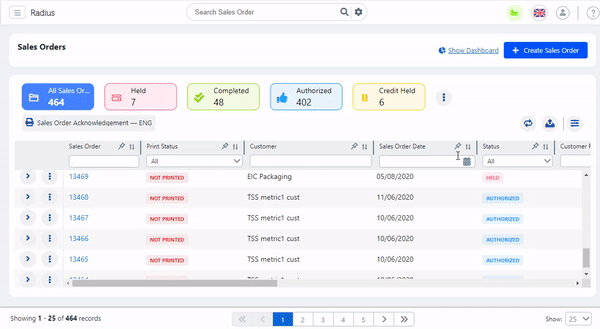 Radius
Search Sales Order
Sales Orders
Show Dashboard
+ Create Sales Order
All Sales Or...
464
Held
7
Completed
48
Authorized
402
Credit Held
6
Sales Order Acknowledgement — ENG
Sales Order Print Status Customer Sales Order Date Status Customer
All All
13469 NOT PRINTED EIC Packaging 05/08/2020 HELD
13468 NOT PRINTED TSS metric1 cust 11/06/2020 AUTHORIZED
13467 NOT PRINTED TSS metric1 cust 10/06/2020 AUTHORIZED
13466 NOT PRINTED TSS metric1 cust 10/06/2020 AUTHORIZED
13465 NOT PRINTED TSS metric1 cust 10/06/2020 AUTHORIZED
Showing 1 - 25 of 464 records
1 2 3 4 5
Show: 25